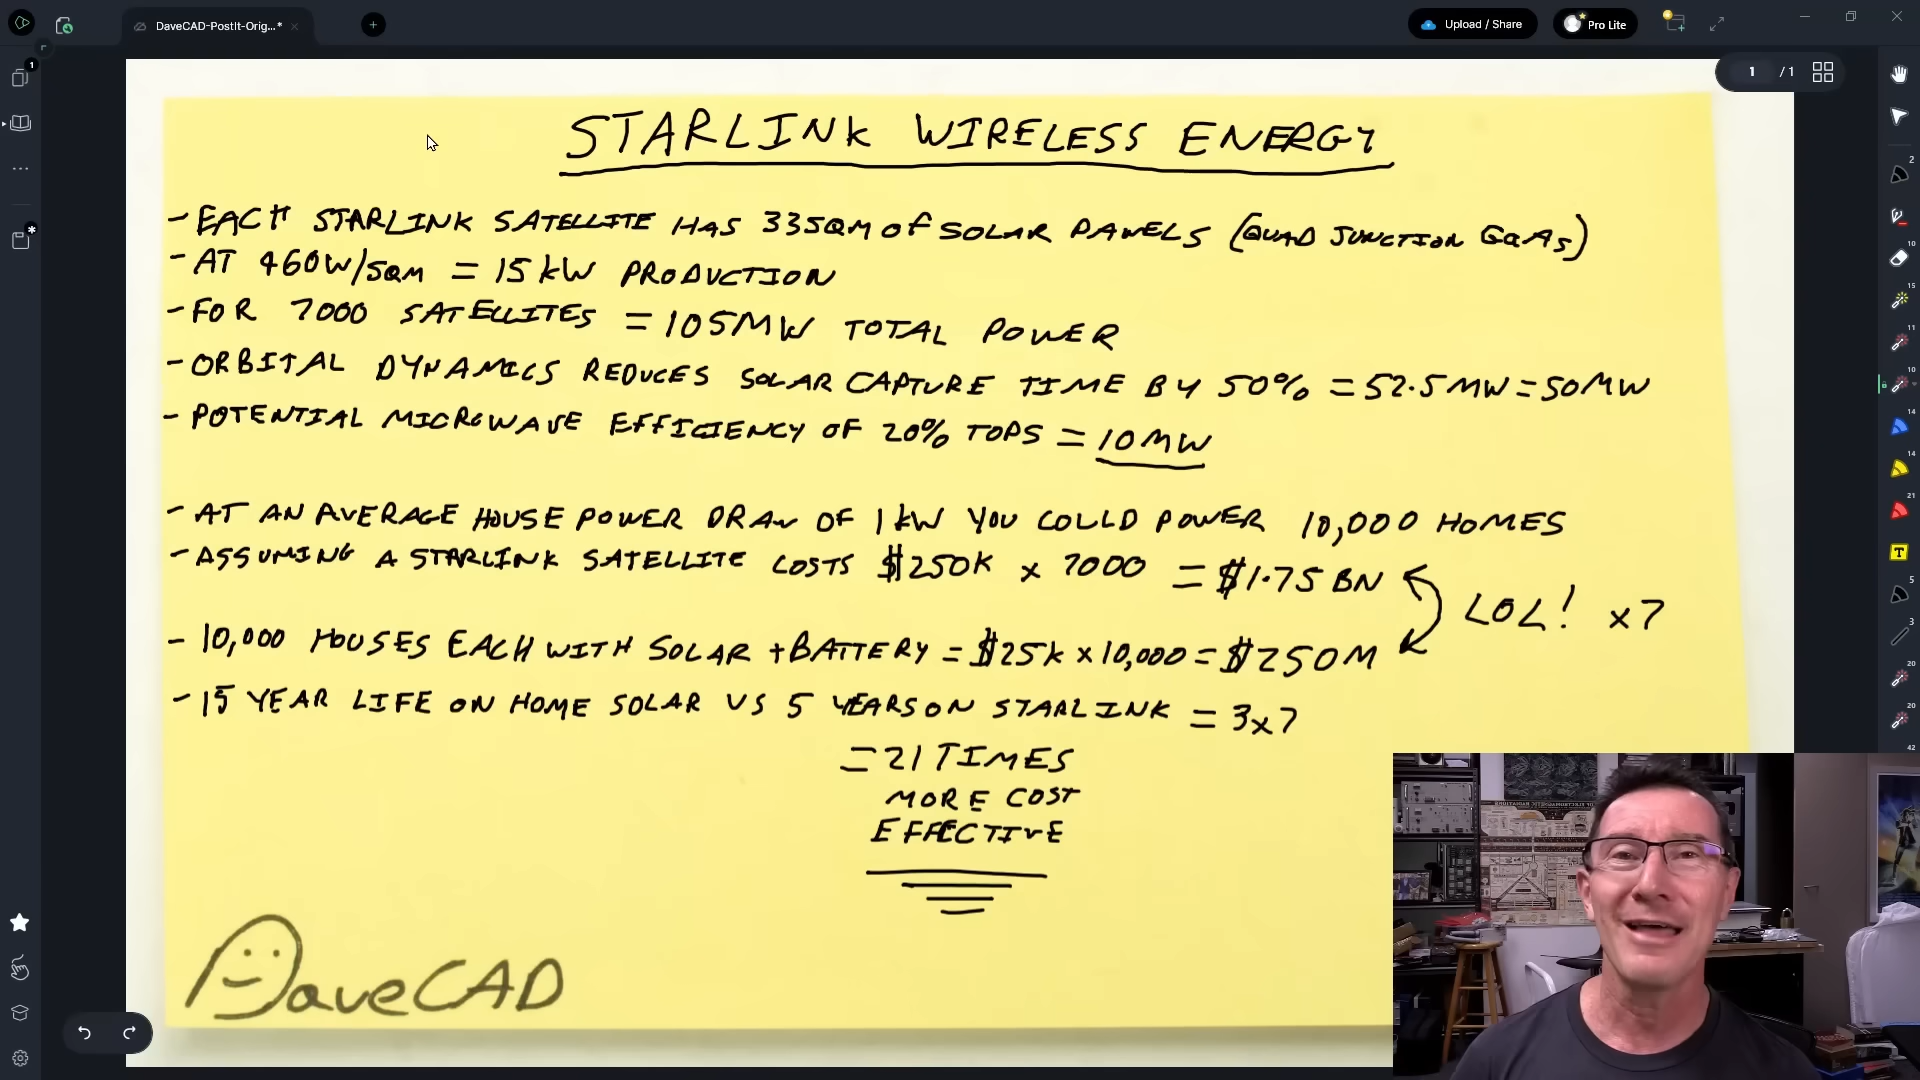 DaveCAD-PostIt-Orig...*
Upload / Share
Pro Lite
1 / 1
STARLINK WIRELESS ENERGY
- EACH STARLINK SATELLITE HAS 33SQM OF SOLAR PANELS (QUAD JUNCTION GaAs)
- AT 460W/SQM = 15kW PRODUCTION
- FOR 7000 SATELLITES = 105MW TOTAL POWER
- ORBITAL DYNAMICS REDUCES SOLAR CAPTURE TIME BY 50% = 52.5MW = 50MW
- POTENTIAL MICROWAVE EFFICIENCY OF 20% TOPS = 10MW
- AT AN AVERAGE HOUSE POWER DRAW OF 1kW YOU COULD POWER 10,000 HOMES
- ASSUMING A STARLINK SATELLITE COSTS $250K x 7000 = $1.75BN
LOL! x7
- 10,000 HOUSES EACH WITH SOLAR +BATTERY = $25k x 10,000 = $250M
- 15 YEAR LIFE ON HOME SOLAR VS 5 YEARS ON STARLINK = 3x7
= 21 TIMES
MORE COST
EFFECTIVE
DaveCAD